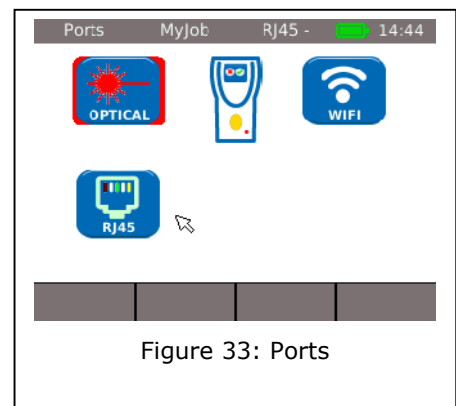 Ports MyJob RJ45 - 14:44
OPTICAL WIFI
RJ45
Figure 33: Ports